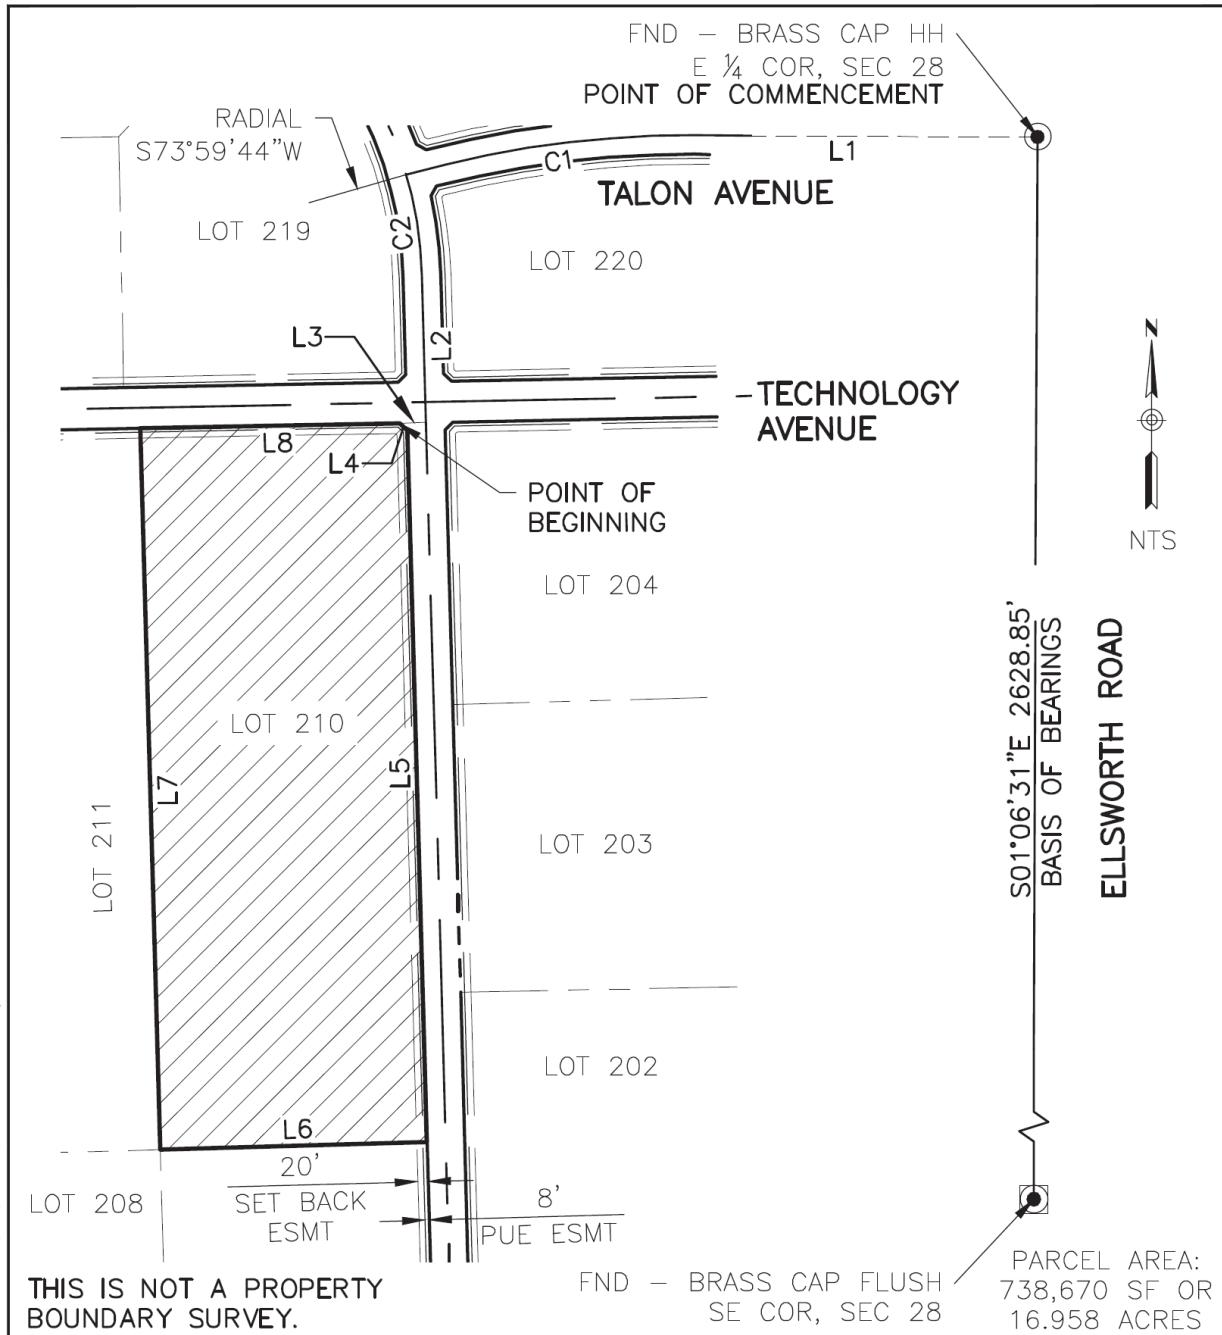 FND – BRASS CAP HH
E ¼ COR, SEC 28
POINT OF COMMENCEMENT
RADIAL
S73°59'44"W
L1
C1
TALON AVENUE
LOT 219
C2
LOT 220
L3
L2
TECHNOLOGY
AVENUE
L8
L4
POINT OF
BEGINNING
N
NTS
LOT 204
LOT 210
L5
L7
LOT 211
LOT 203
S01°06'31"E 2628.85'
BASIS OF BEARINGS
ELLSWORTH ROAD
LOT 202
L6
20'
SET BACK
ESMT
8'
PUE ESMT
LOT 208
THIS IS NOT A PROPERTY
BOUNDARY SURVEY.
FND – BRASS CAP FLUSH
SE COR, SEC 28
PARCEL AREA:
738,670 SF OR
16.958 ACRES